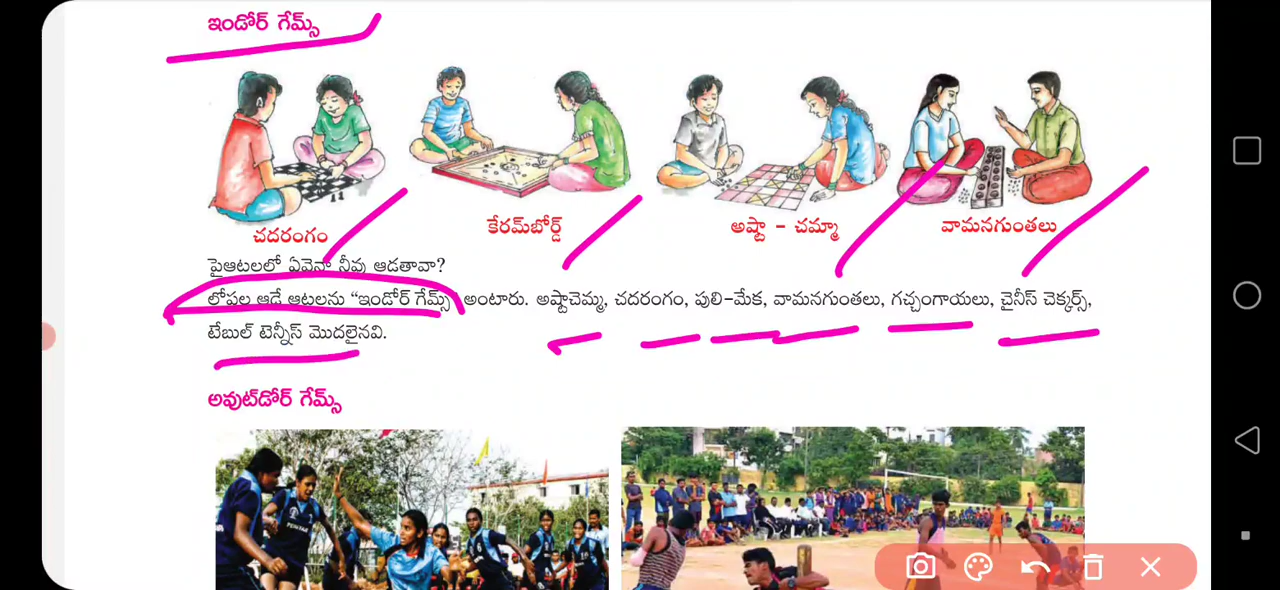 ఇండోర్ గేమ్స్
చదరంగం
కేరమ్‌బోర్డ్
అష్టా - చమ్మా
వామనగుంతలు
పైఆటలలో ఏవైనా నీవు ఆడతావా?
లోపల ఆడే ఆటలను “ఇండోర్ గేమ్స్” అంటారు. అష్టాచెమ్మ, చదరంగం, పులి-మేక, వామనగుంతలు, గచ్చంగాయలు, చైనీస్ చెక్కర్స్,
టేబుల్ టెన్నీస్ మొదలైనవి.
అవుట్‌డోర్ గేమ్స్